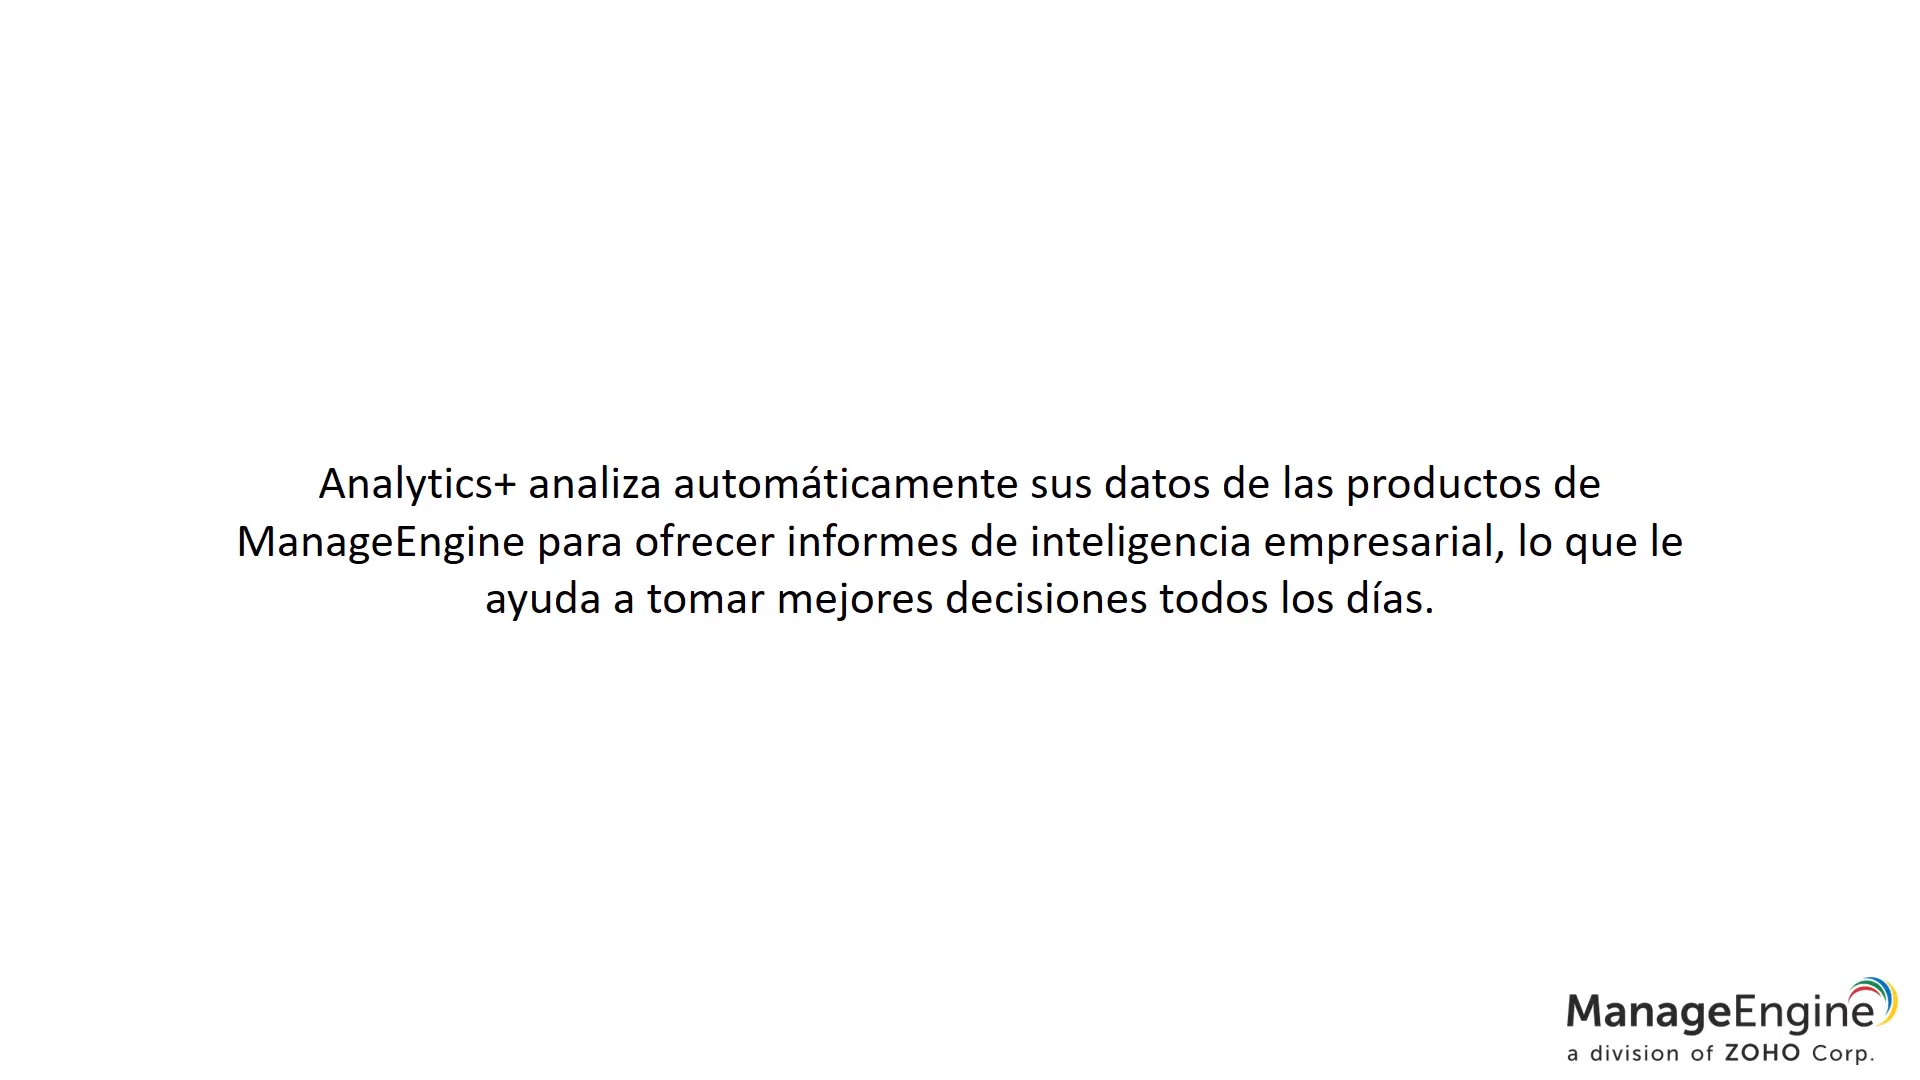 Analytics+ analiza automáticamente sus datos de las productos de
ManageEngine para ofrecer informes de inteligencia empresarial, lo que le
ayuda a tomar mejores decisiones todos los días.
ManageEngine
a division of ZOHO Corp.